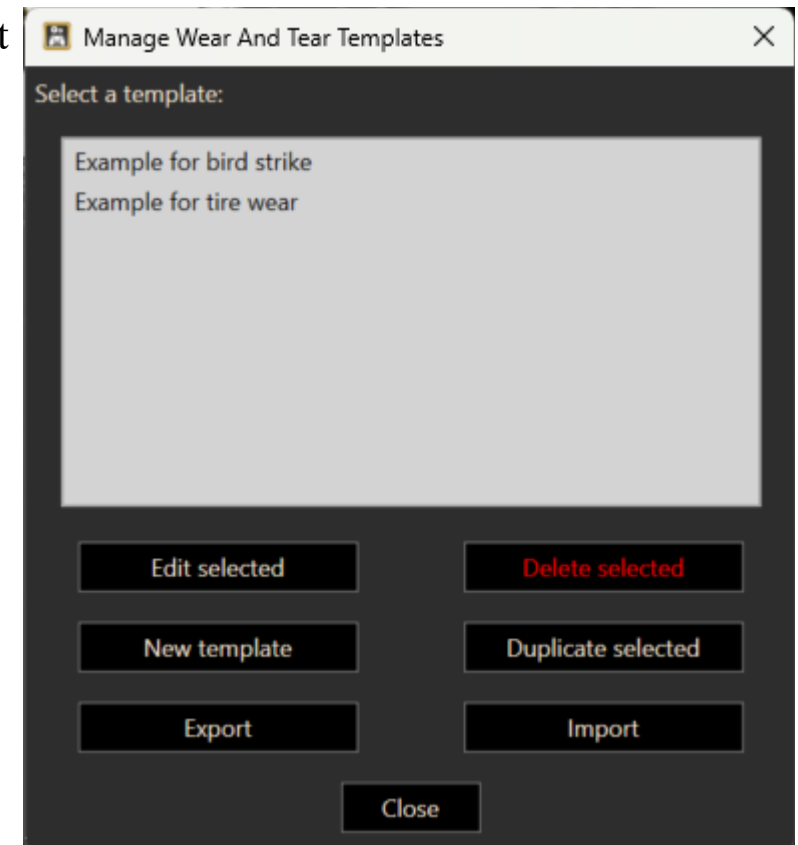 t
Manage Wear And Tear Templates
Select a template:
Example for bird strike
Example for tire wear
Edit selected
Delete selected
New template
Duplicate selected
Export
Import
Close